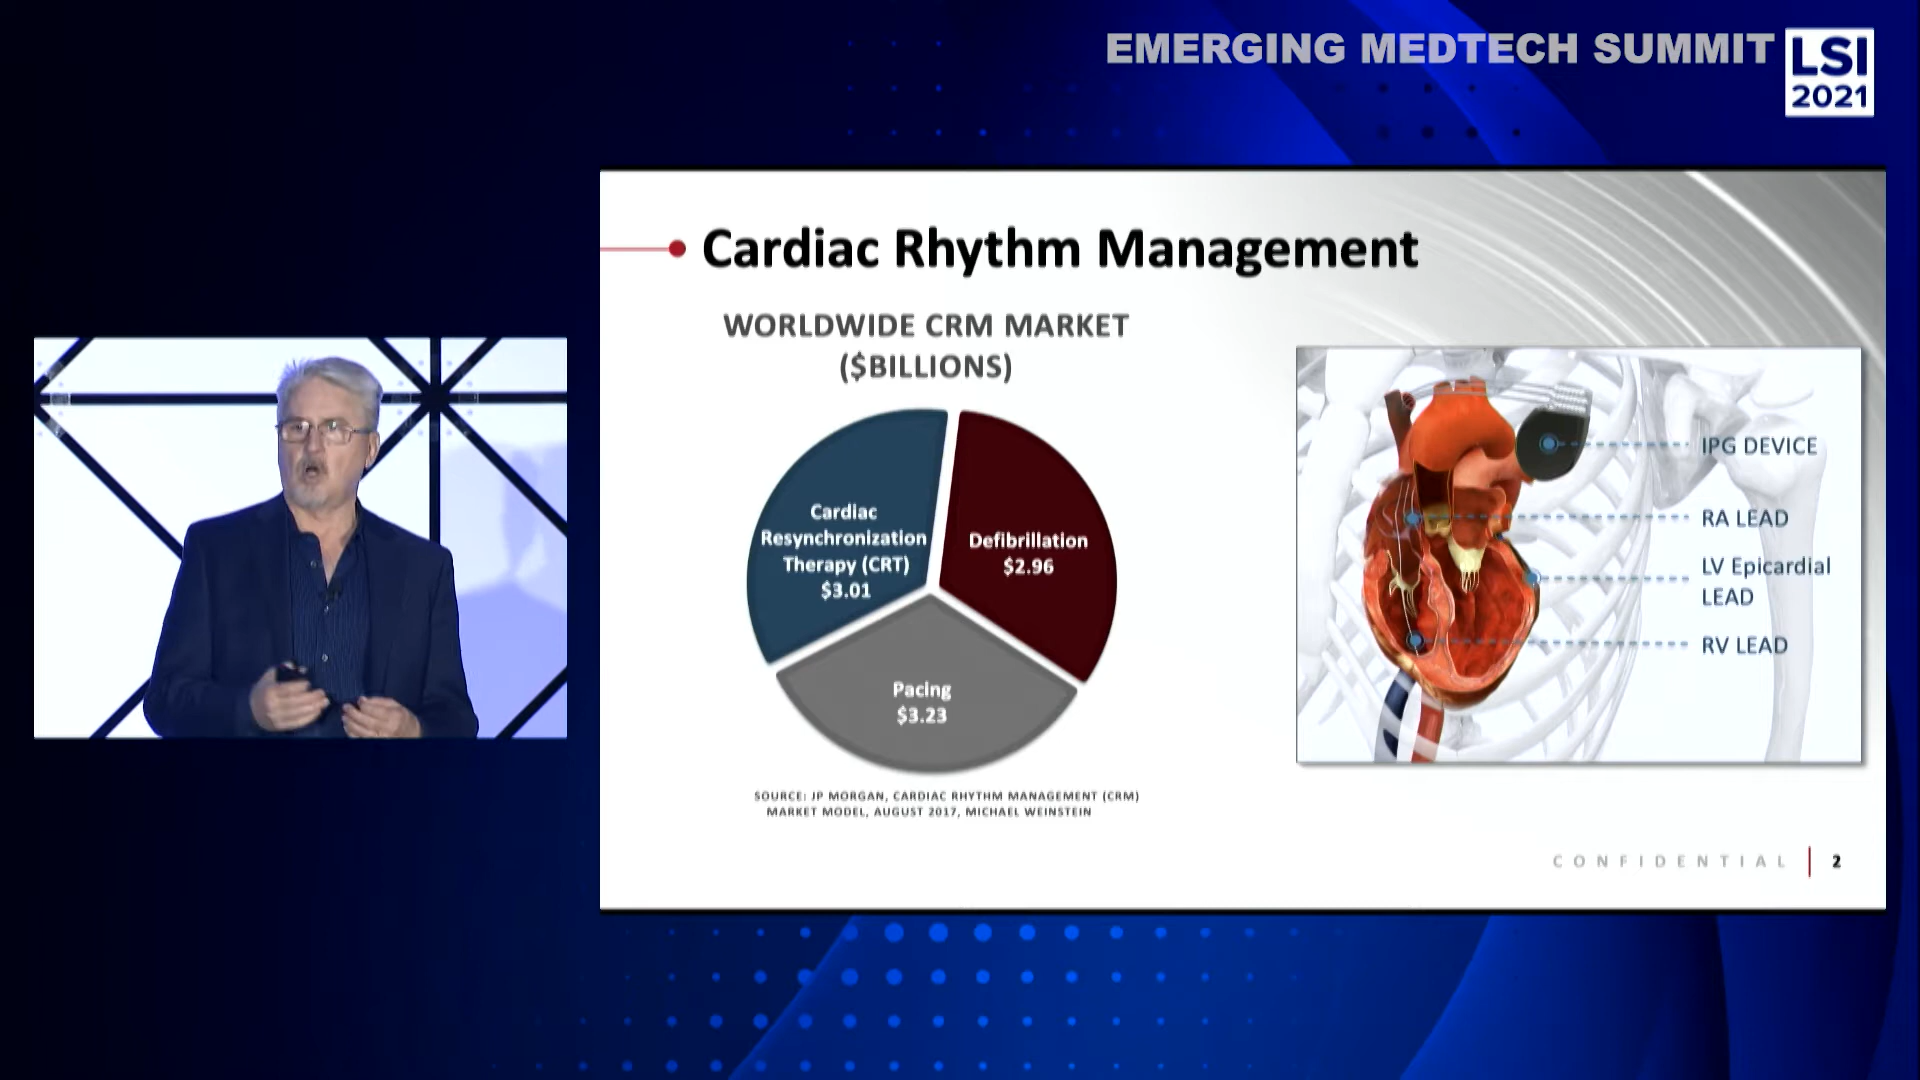 EMERGING MEDTECH SUMMIT
LSI
2021
Cardiac Rhythm Management
WORLDWIDE CRM MARKET
($BILLIONS)
Cardiac
Resynchronization
Therapy (CRT)
$3.01
Defibrillation
$2.96
Pacing
$3.23
SOURCE: JP MORGAN, CARDIAC RHYTHM MANAGEMENT (CRM)
MARKET MODEL, AUGUST 2017, MICHAEL WEINSTEIN
IPG DEVICE
RA LEAD
LV Epicardial
LEAD
RV LEAD
CONFIDENTIAL
2